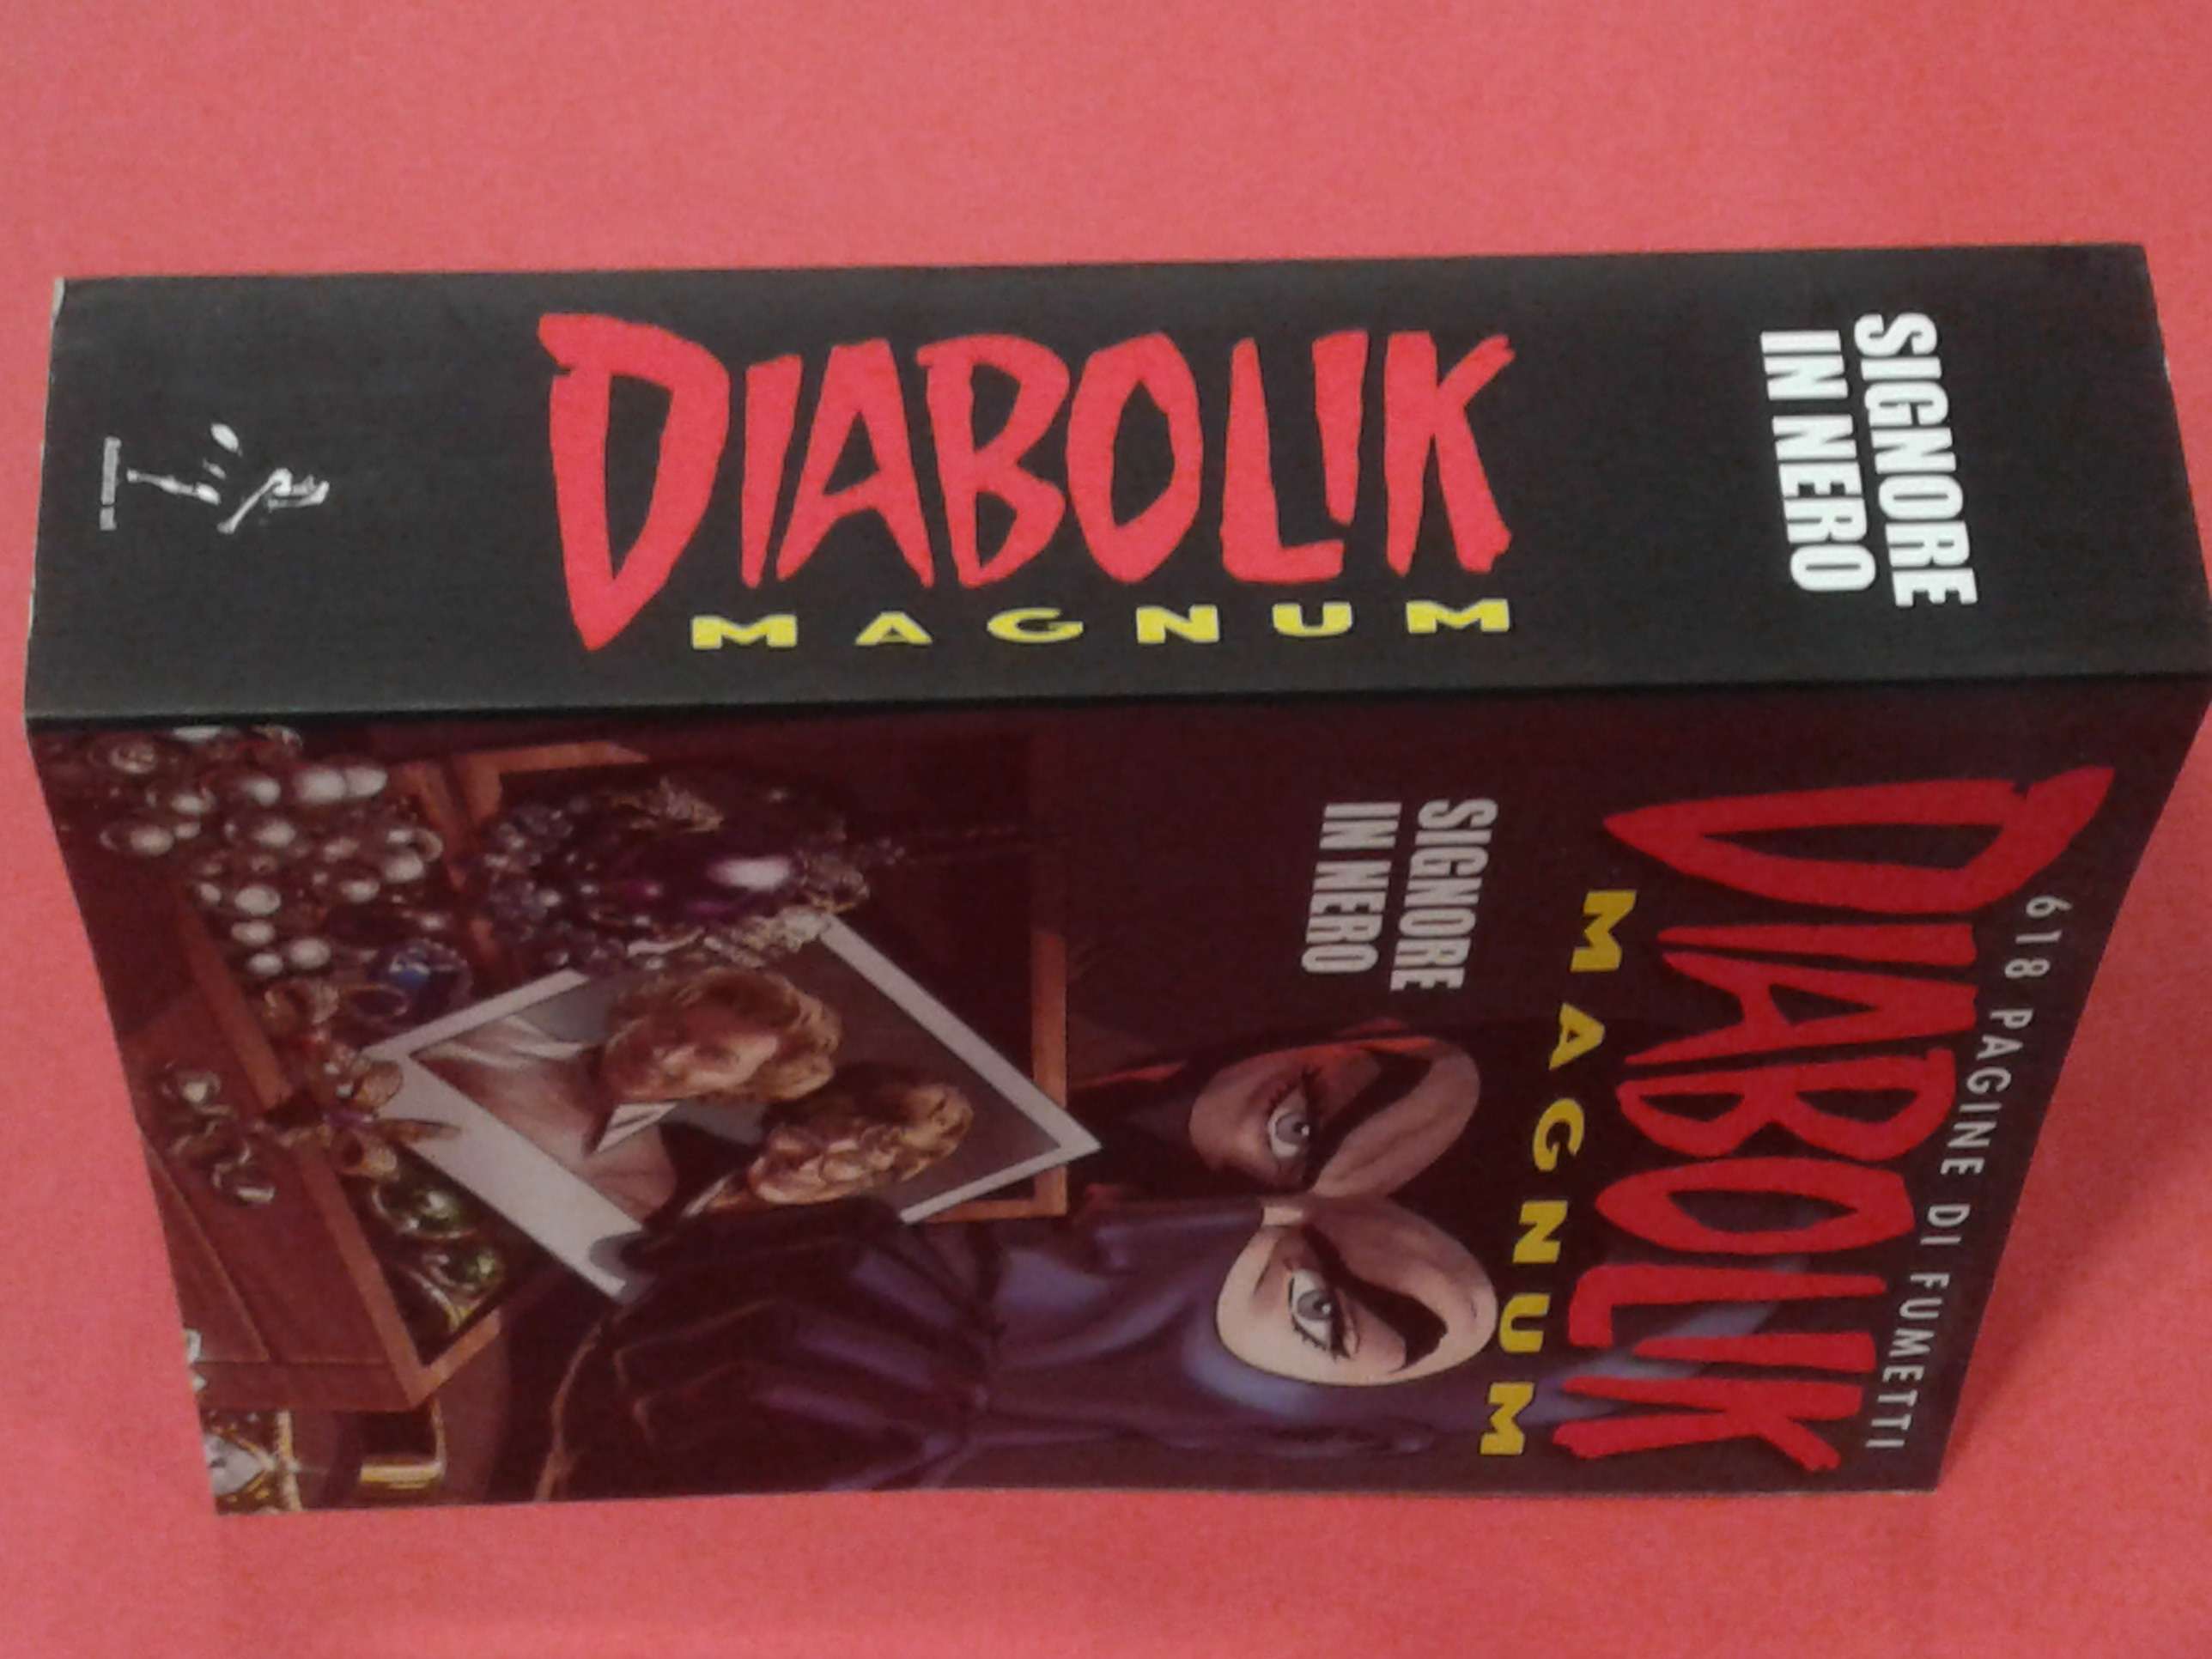 DIABOLIK
MAGNUM
SIGNORE
IN NERO
618 PAGINE DI FUMETTI
DIABOLIK
MAGNUM
SIGNORE
IN NERO